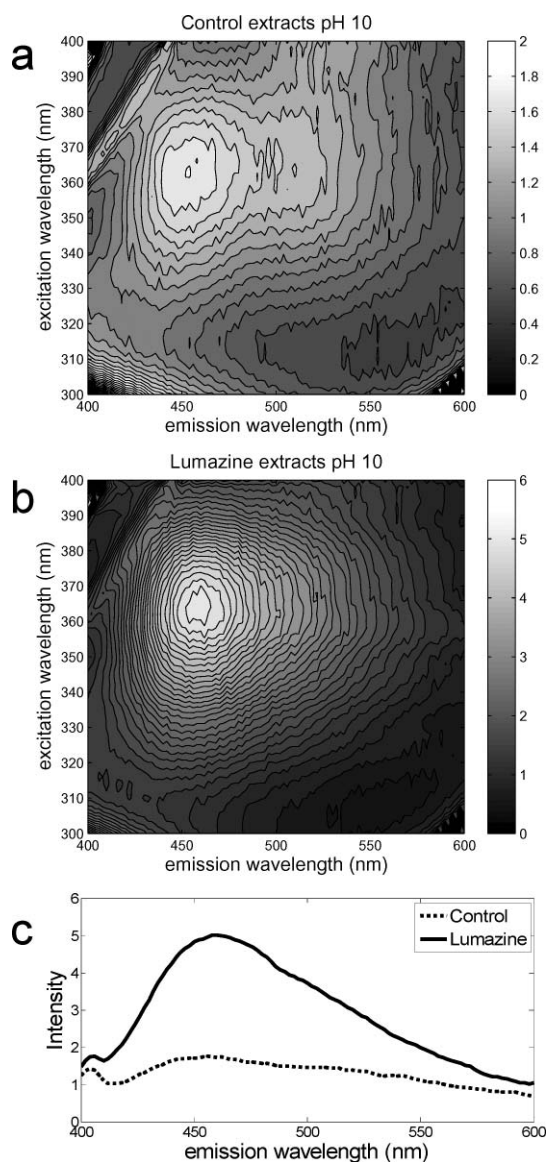 Control extracts pH 10
a
excitation wavelength (nm)
400
390
380
370
360
350
340
330
320
310
300
400 450 500 550 600
emission wavelength (nm)
2
1.8
1.6
1.4
1.2
1
0.8
0.6
0.4
0.2
0
Lumazine extracts pH 10
b
excitation wavelength (nm)
400
390
380
370
360
350
340
330
320
310
300
400 450 500 550 600
emission wavelength (nm)
6
5
4
3
2
1
0
c
Intensity
6
5
4
3
2
1
0
Control
Lumazine
400 450 500 550 600
emission wavelength (nm)